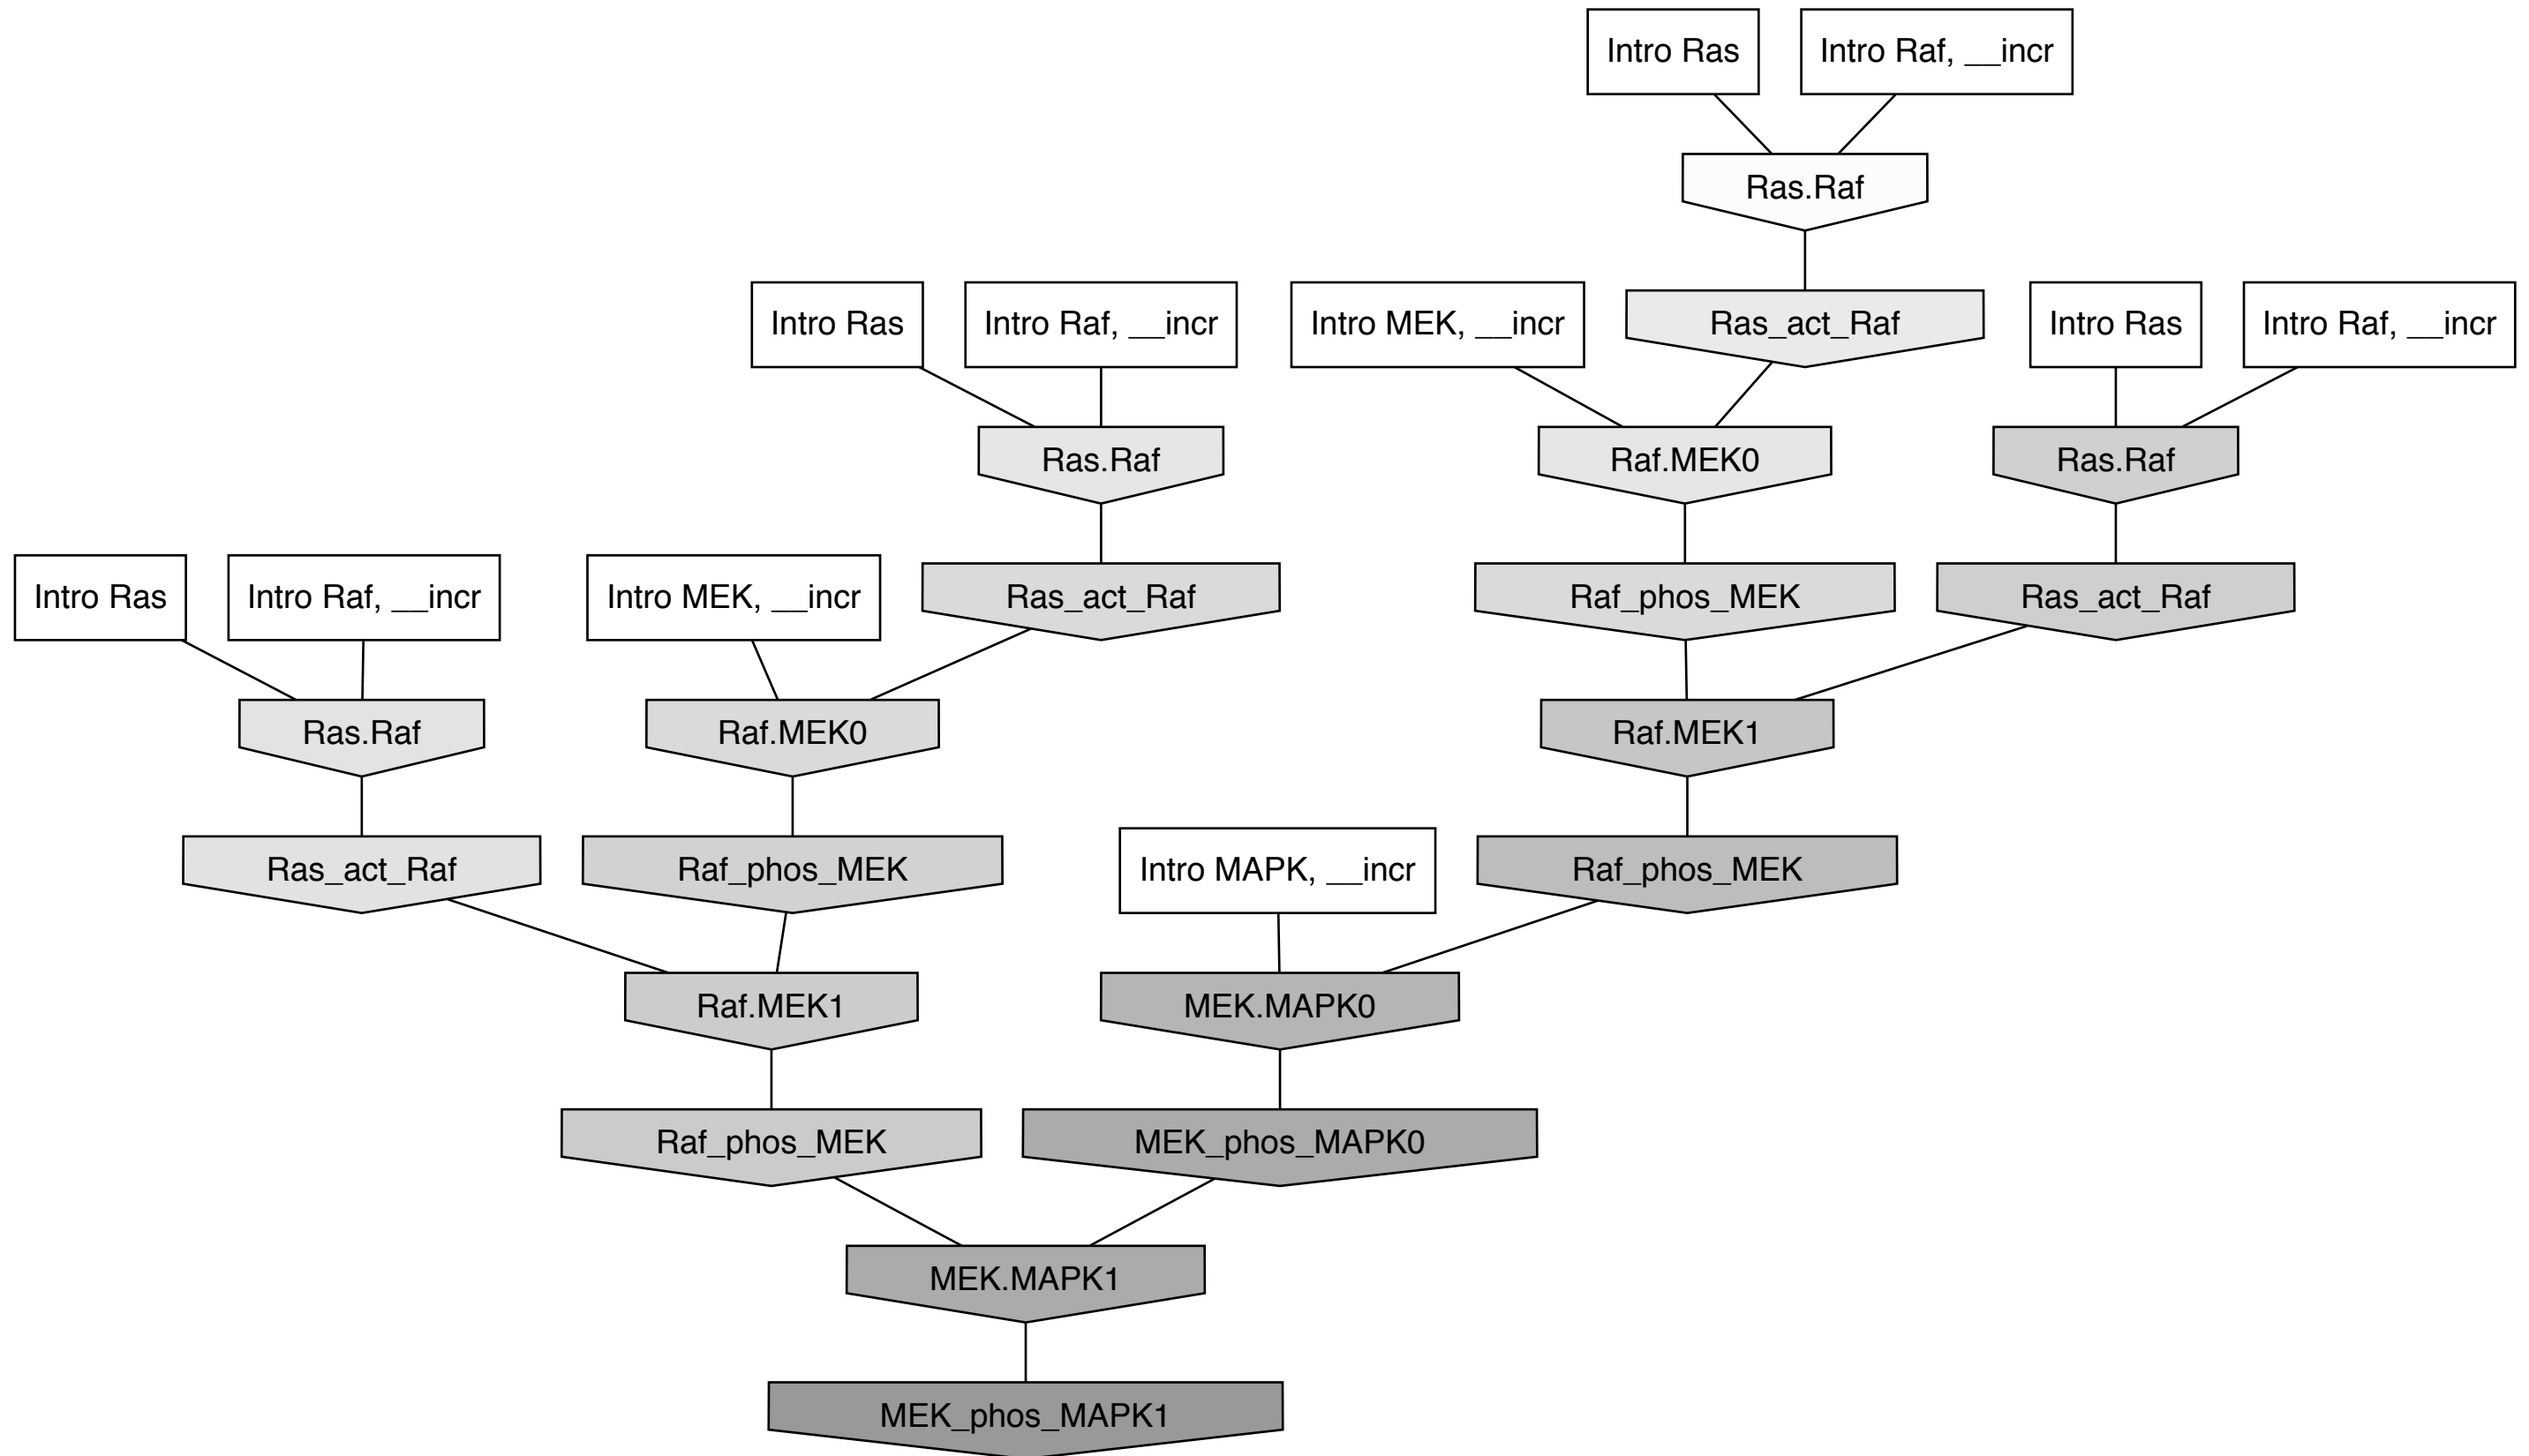 Intro Ras
Intro Raf, __incr
Ras.Raf
Intro Ras
Intro Raf, __incr
Intro MEK, __incr
Ras_act_Raf
Intro Ras
Intro Raf, __incr
Ras.Raf
Raf.MEK0
Ras.Raf
Intro Ras
Intro Raf, __incr
Intro MEK, __incr
Ras_act_Raf
Raf_phos_MEK
Ras_act_Raf
Ras.Raf
Raf.MEK0
Raf.MEK1
Ras_act_Raf
Raf_phos_MEK
Intro MAPK, __incr
Raf_phos_MEK
Raf.MEK1
MEK.MAPK0
Raf_phos_MEK
MEK_phos_MAPK0
MEK.MAPK1
MEK_phos_MAPK1